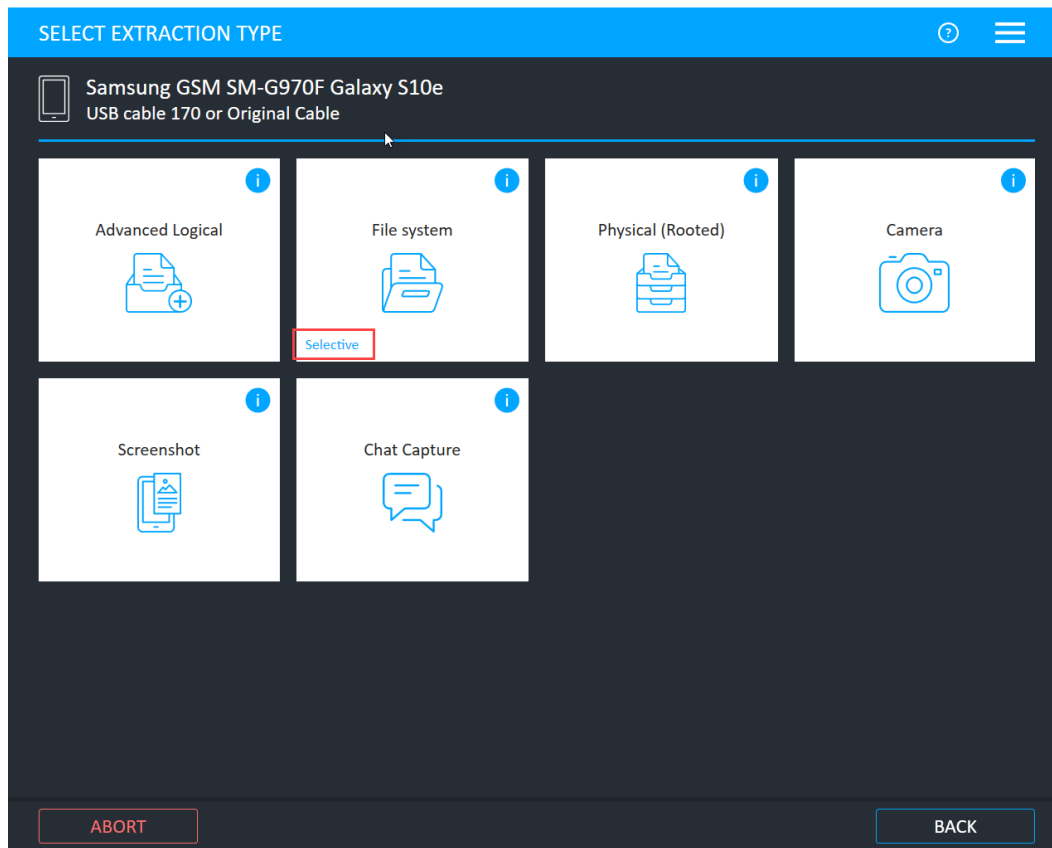 SELECT EXTRACTION TYPE
Samsung GSM SM-G970F Galaxy S10e
USB cable 170 or Original Cable
Advanced Logical
File system
Selective
Physical (Rooted)
Camera
Screenshot
Chat Capture
ABORT
BACK